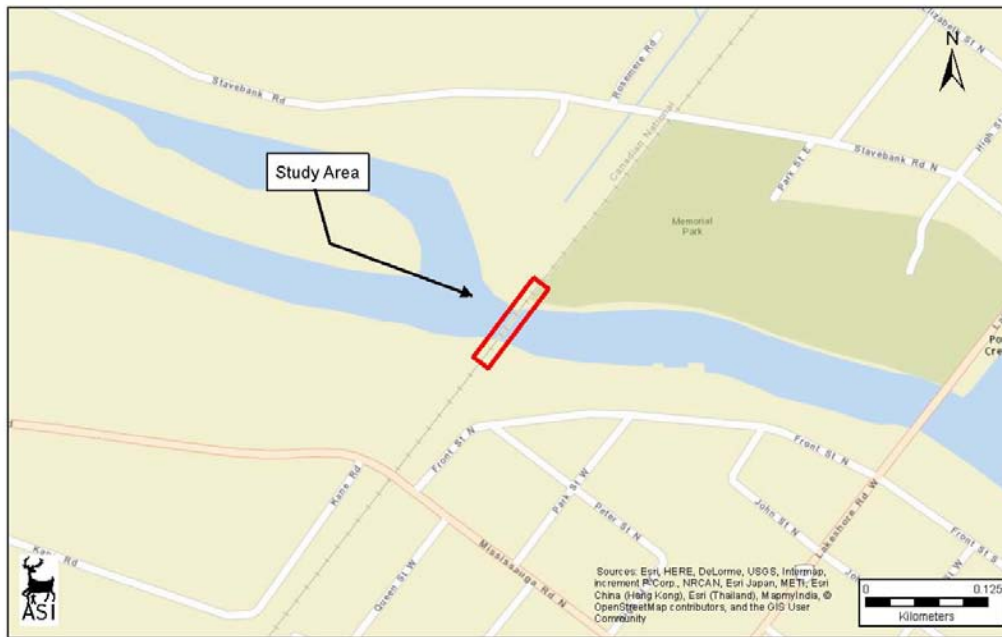 Elizabeth St N
N
Rosemere Rd
Stavebank Rd
Canadian National
High St
Stavebank Rd N
Park St E
Study Area
Memorial
Park
Front St N
Kane Rd
Front St N
Park St W
Peter St N
John St N
Lakeshore Rd W
Front St
Kane Rd
Queen St W
Mississauga Rd N
ASI
Sources: Esri, HERE, DeLorme, USGS, Intermap,
increment P Corp., NRCAN, Esri Japan, METI, Esri
China (Hong Kong), Esri (Thailand), MapmyIndia, ©
OpenStreetMap contributors, and the GIS User
Community
0 0.125
Kilometers